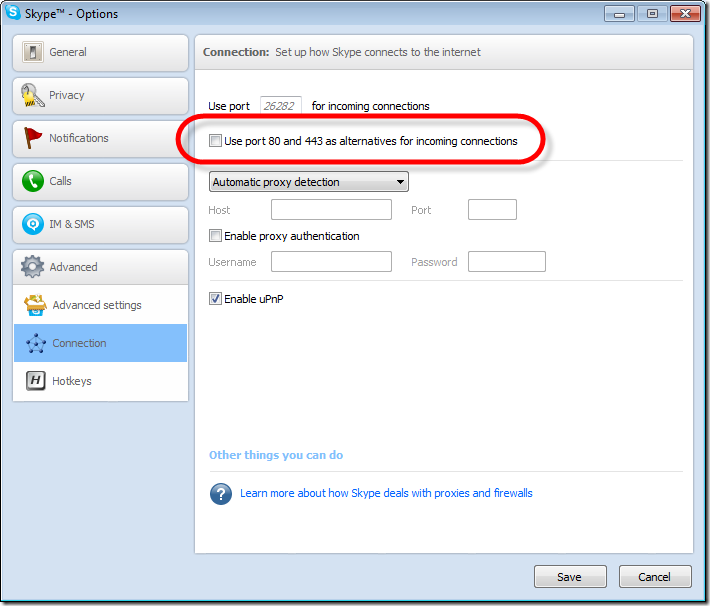 Skype™ - Options
General
Privacy
Notifications
Calls
IM & SMS
Advanced
Advanced settings
Connection
H Hotkeys
Connection: Set up how Skype connects to the internet
Use port 26282 for incoming connections
Use port 80 and 443 as alternatives for incoming connections
Automatic proxy detection
Host Port
Enable proxy authentication
Username Password
Enable uPnP
Other things you can do
? Learn more about how Skype deals with proxies and firewalls
Save Cancel